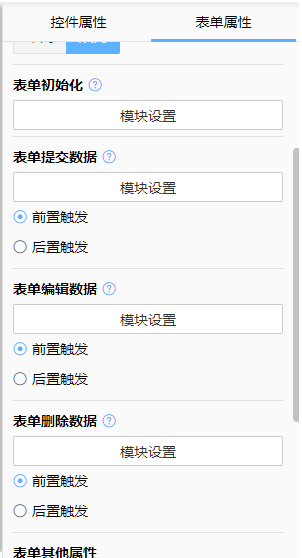 控件属性
表单属性
表单初始化
模块设置
表单提交数据
模块设置
前置触发
后置触发
表单编辑数据
模块设置
前置触发
后置触发
表单删除数据
模块设置
前置触发
后置触发
表单其他属性